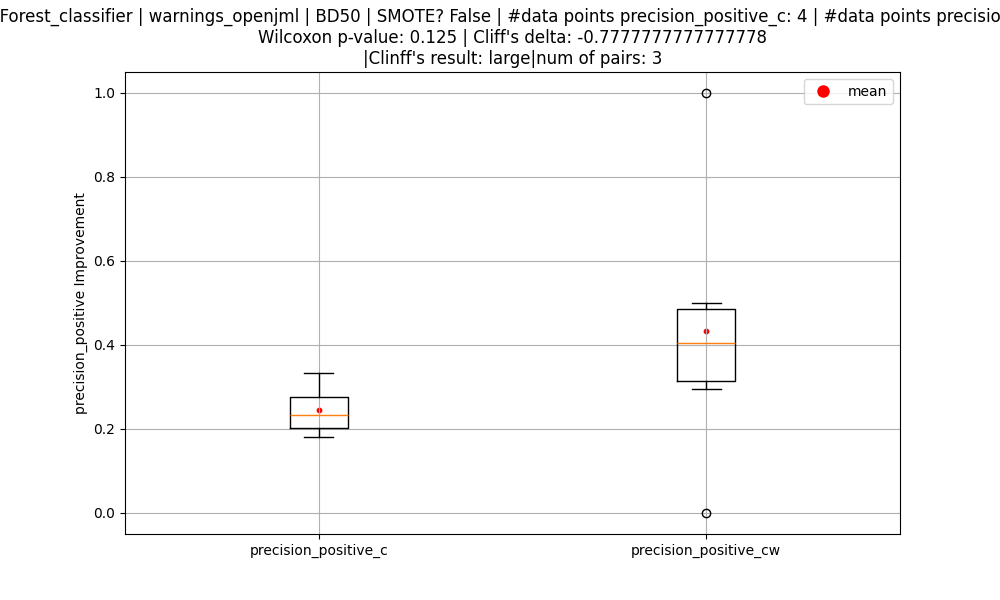 Forest_classifier | warnings_openjml | BD50 | SMOTE? False | #data points precision_positive_c: 4 | #data points precisio
Wilcoxon p-value: 0.125 | Cliff's delta: -0.7777777777777778
|Clinff's result: large|num of pairs: 3
mean
1.0
0.8
0.6
0.4
0.2
0.0
precision_positive Improvement
precision_positive_c
precision_positive_cw